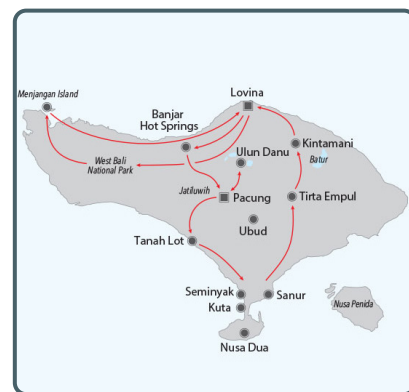 Menjangan Island
Lovina
Banjar
Hot Springs
Kintamani
Ulun Danu
Batur
West Bali
National Park
Jatiluwih
Pacung
Tirta Empul
Ubud
Tanah Lot
Seminyak
Sanur
Kuta
Nusa Penida
Nusa Dua